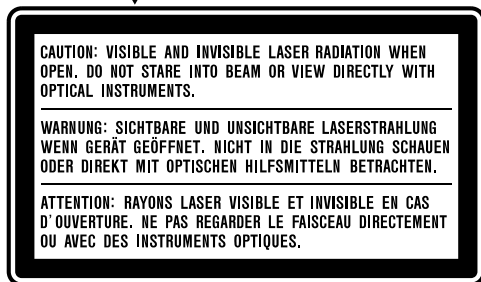 CAUTION: VISIBLE AND INVISIBLE LASER RADIATION WHEN
OPEN. DO NOT STARE INTO BEAM OR VIEW DIRECTLY WITH
OPTICAL INSTRUMENTS.
WARNUNG: SICHTBARE UND UNSICHTBARE LASERSTRAHLUNG
WENN GERÄT GEÖFFNET. NICHT IN DIE STRAHLUNG SCHAUEN
ODER DIREKT MIT OPTISCHEN HILFSMITTELN BETRACHTEN.
ATTENTION: RAYONS LASER VISIBLE ET INVISIBLE EN CAS
D'OUVERTURE. NE PAS REGARDER LE FAISCEAU DIRECTEMENT
OU AVEC DES INSTRUMENTS OPTIQUES.